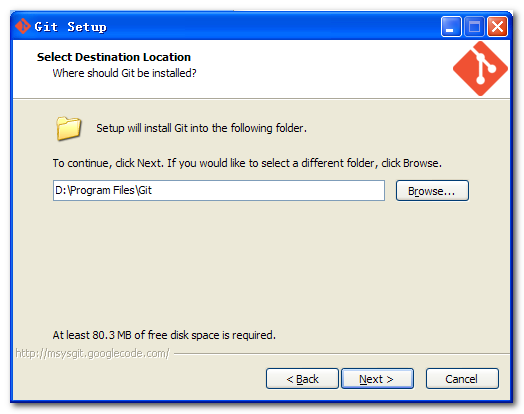 Git Setup
Select Destination Location
Where should Git be installed?
Setup will install Git into the following folder.
To continue, click Next. If you would like to select a different folder, click Browse.
D:\Program Files\Git
Browse...
At least 80.3 MB of free disk space is required.
http://msysgit.googlecode.com/
< Back
Next >
Cancel